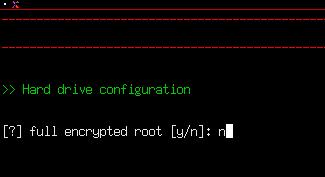 >> Hard drive configuration
[?] full encrypted root [y/n]: n